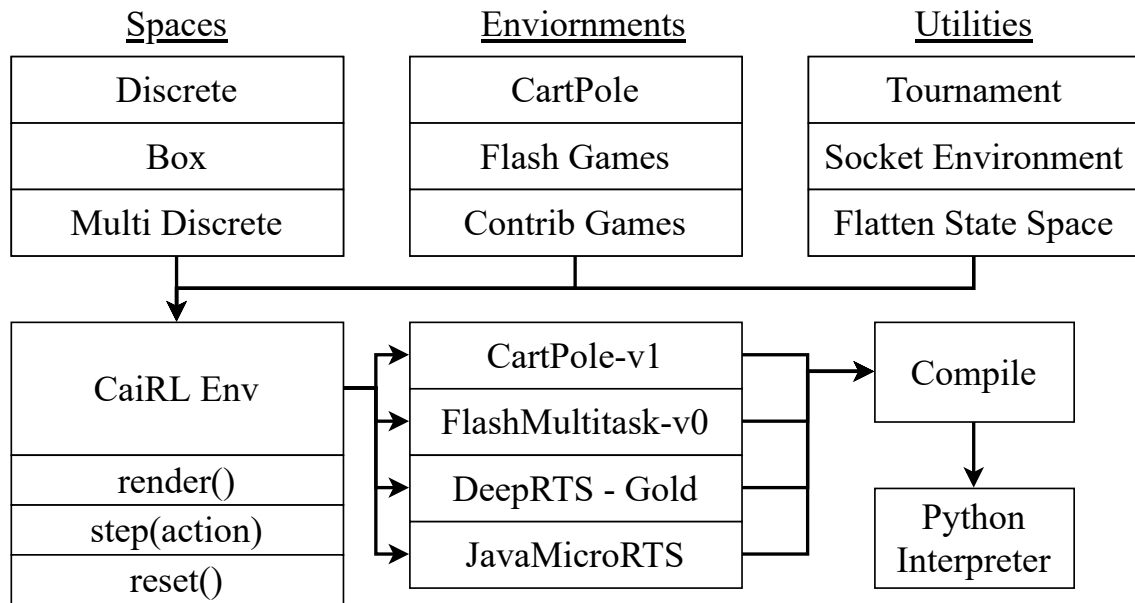 Spaces
Discrete
Box
Multi Discrete
Enviornments
CartPole
Flash Games
Contrib Games
Utilities
Tournament
Socket Environment
Flatten State Space
CaiRL Env
render()
step(action)
reset()
CartPole-v1
FlashMultitask-v0
DeepRTS - Gold
JavaMicroRTS
Compile
Python
Interpreter